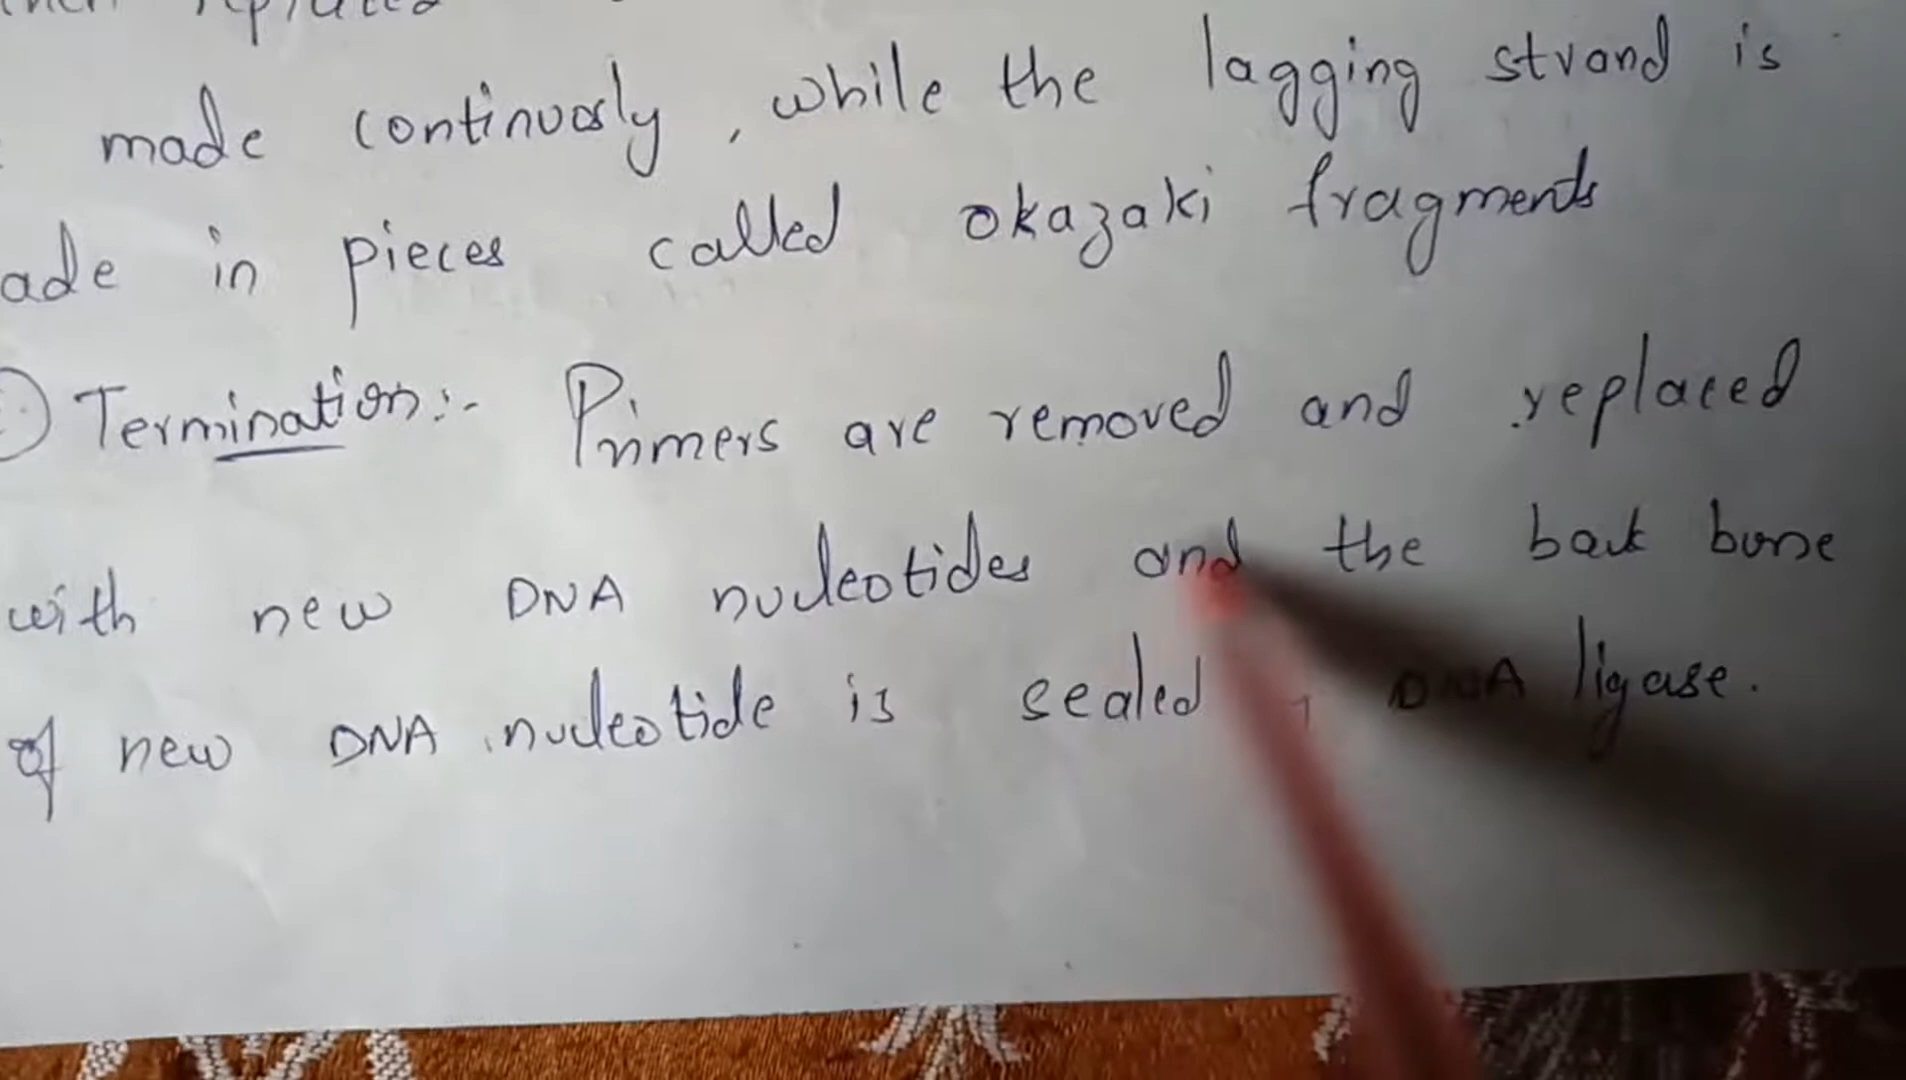 made continuosly, while the lagging strand is
ade in pieces called okazaki fragments
Termination:- Primers are removed and replaced
with new DNA nucleotides and the back bone
of new DNA nucleotide is sealed DNA ligase.